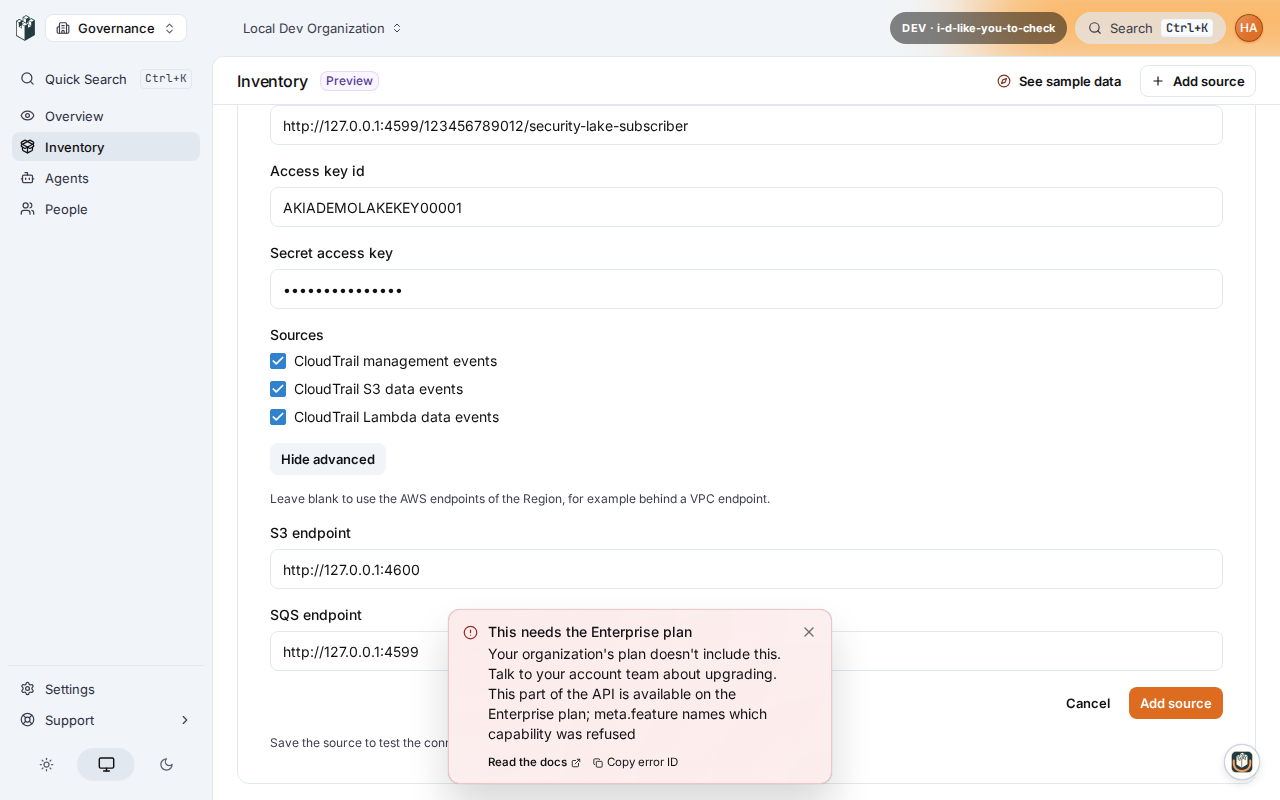 Governance
Local Dev Organization
DEV · i-d-like-you-to-check
Search Ctrl+K
HA
Quick Search Ctrl+K
Overview
Inventory
Agents
People
Settings
Support
Inventory Preview
See sample data
Add source
http://127.0.0.1:4599/123456789012/security-lake-subscriber
Access key id
AKIADEMOLAKEKEY00001
Secret access key
•••••••••••••••
Sources
CloudTrail management events
CloudTrail S3 data events
CloudTrail Lambda data events
Hide advanced
Leave blank to use the AWS endpoints of the Region, for example behind a VPC endpoint.
S3 endpoint
http://127.0.0.1:4600
SQS endpoint
http://127.0.0.1:4599
Cancel
Add source
Save the source to test the
This needs the Enterprise plan
Your organization's plan doesn't include this.
Talk to your account team about upgrading.
This part of the API is available on the
Enterprise plan; meta.feature names which
capability was refused
Read the docs
Copy error ID